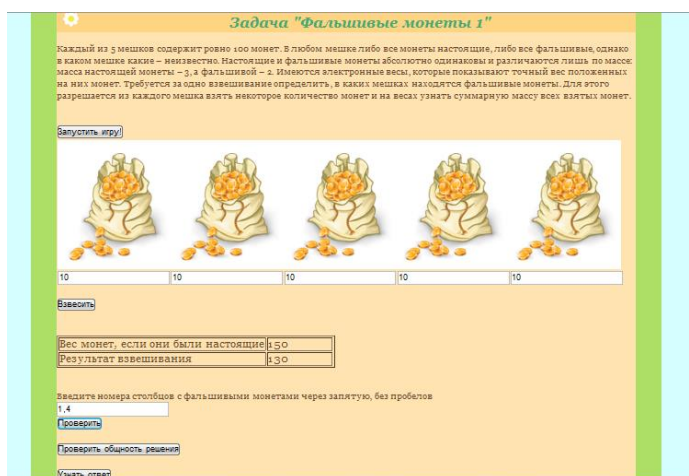 Задача "Фальшивые монеты 1"
Каждый из 5 мешков содержит ровно 100 монет. В любом мешке либо все монеты настоящие, либо все фальшивые, однако
в каком мешке какие – неизвестно. Настоящие и фальшивые монеты абсолютно одинаковы и различаются лишь по массе:
масса настоящей монеты – 3, а фальшивой – 2. Имеются электронные весы, которые показывают точный вес положенных
на них монет. Требуется за одно взвешивание определить, в каких мешках находятся фальшивые монеты. Для этого
разрешается из каждого мешка взять некоторое количество монет и на весах узнать суммарную массу всех взятых монет.
Запустить игру!
10 10 10 10 10
Взвесить
Вес монет, если они были настоящие 150
Результат взвешивания 130
Введите номера столбцов с фальшивыми монетами через запятую, без пробелов
1,4
Проверить
Проверить общность решения
Узнать ответ